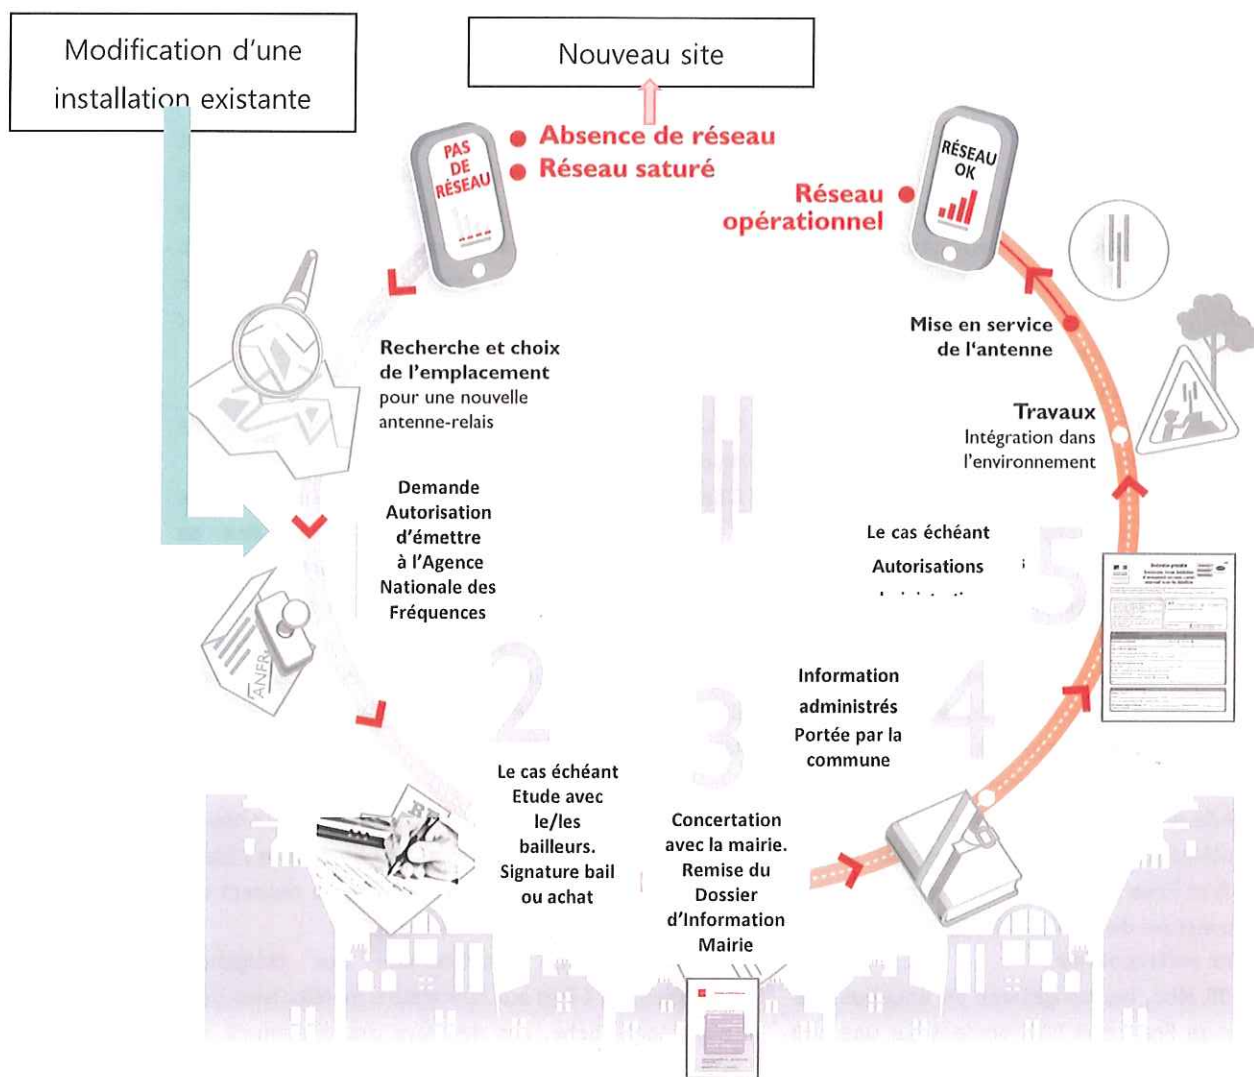 Modification d'une
installation existante
Nouveau site
PAS
DE
RÉSEAU
Absence de réseau
Réseau saturé
RÉSEAU
OK
Réseau
opérationnel
Mise en service
de l'antenne
Recherche et choix
de l'emplacement
pour une nouvelle
antenne-relais
Travaux
Intégration dans
l'environnement
Demande
Autorisation
d'émettre
à l'Agence
Nationale des
Fréquences
Le cas échéant
Autorisations
5
ANFR
2
3
4
Information
administrés
Portée par la
commune
Le cas échéant
Etude avec
le/les
bailleurs.
Signature bail
ou achat
Concertation
avec la mairie.
Remise du
Dossier
d'Information
Mairie